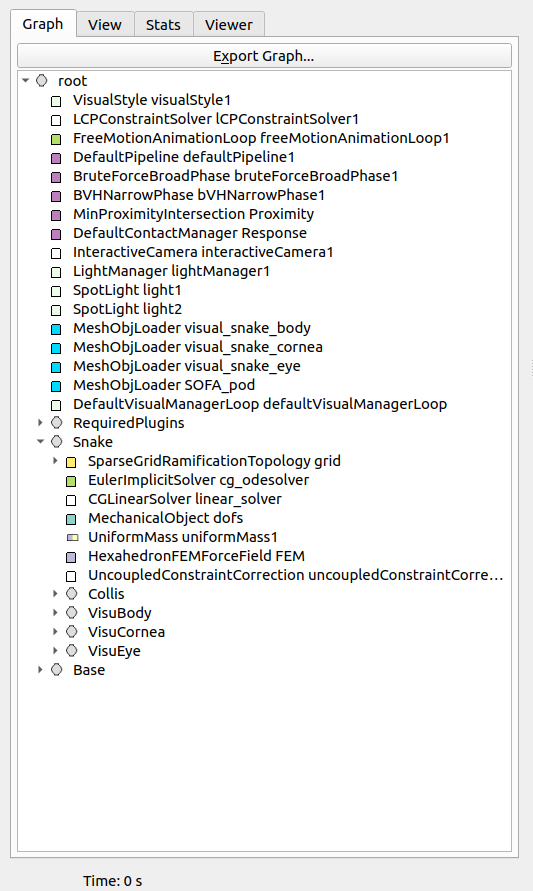 Graph View Stats Viewer
Export Graph...
root
VisualStyle visualStyle1
LCPConstraintSolver lCPConstraintSolver1
FreeMotionAnimationLoop freeMotionAnimationLoop1
DefaultPipeline defaultPipeline1
BruteForceBroadPhase bruteForceBroadPhase1
BVHNarrowPhase bVHNarrowPhase1
MinProximityIntersection Proximity
DefaultContactManager Response
InteractiveCamera interactiveCamera1
LightManager lightManager1
SpotLight light1
SpotLight light2
MeshObjLoader visual_snake_body
MeshObjLoader visual_snake_cornea
MeshObjLoader visual_snake_eye
MeshObjLoader SOFA_pod
DefaultVisualManagerLoop defaultVisualManagerLoop
RequiredPlugins
Snake
SparseGridRamificationTopology grid
EulerImplicitSolver cg_odesolver
CGLinearSolver linear_solver
MechanicalObject dofs
UniformMass uniformMass1
HexahedronFEMForceField FEM
UncoupledConstraintCorrection uncoupledConstraintCorre...
Collis
VisuBody
VisuCornea
VisuEye
Base
Time: 0 s